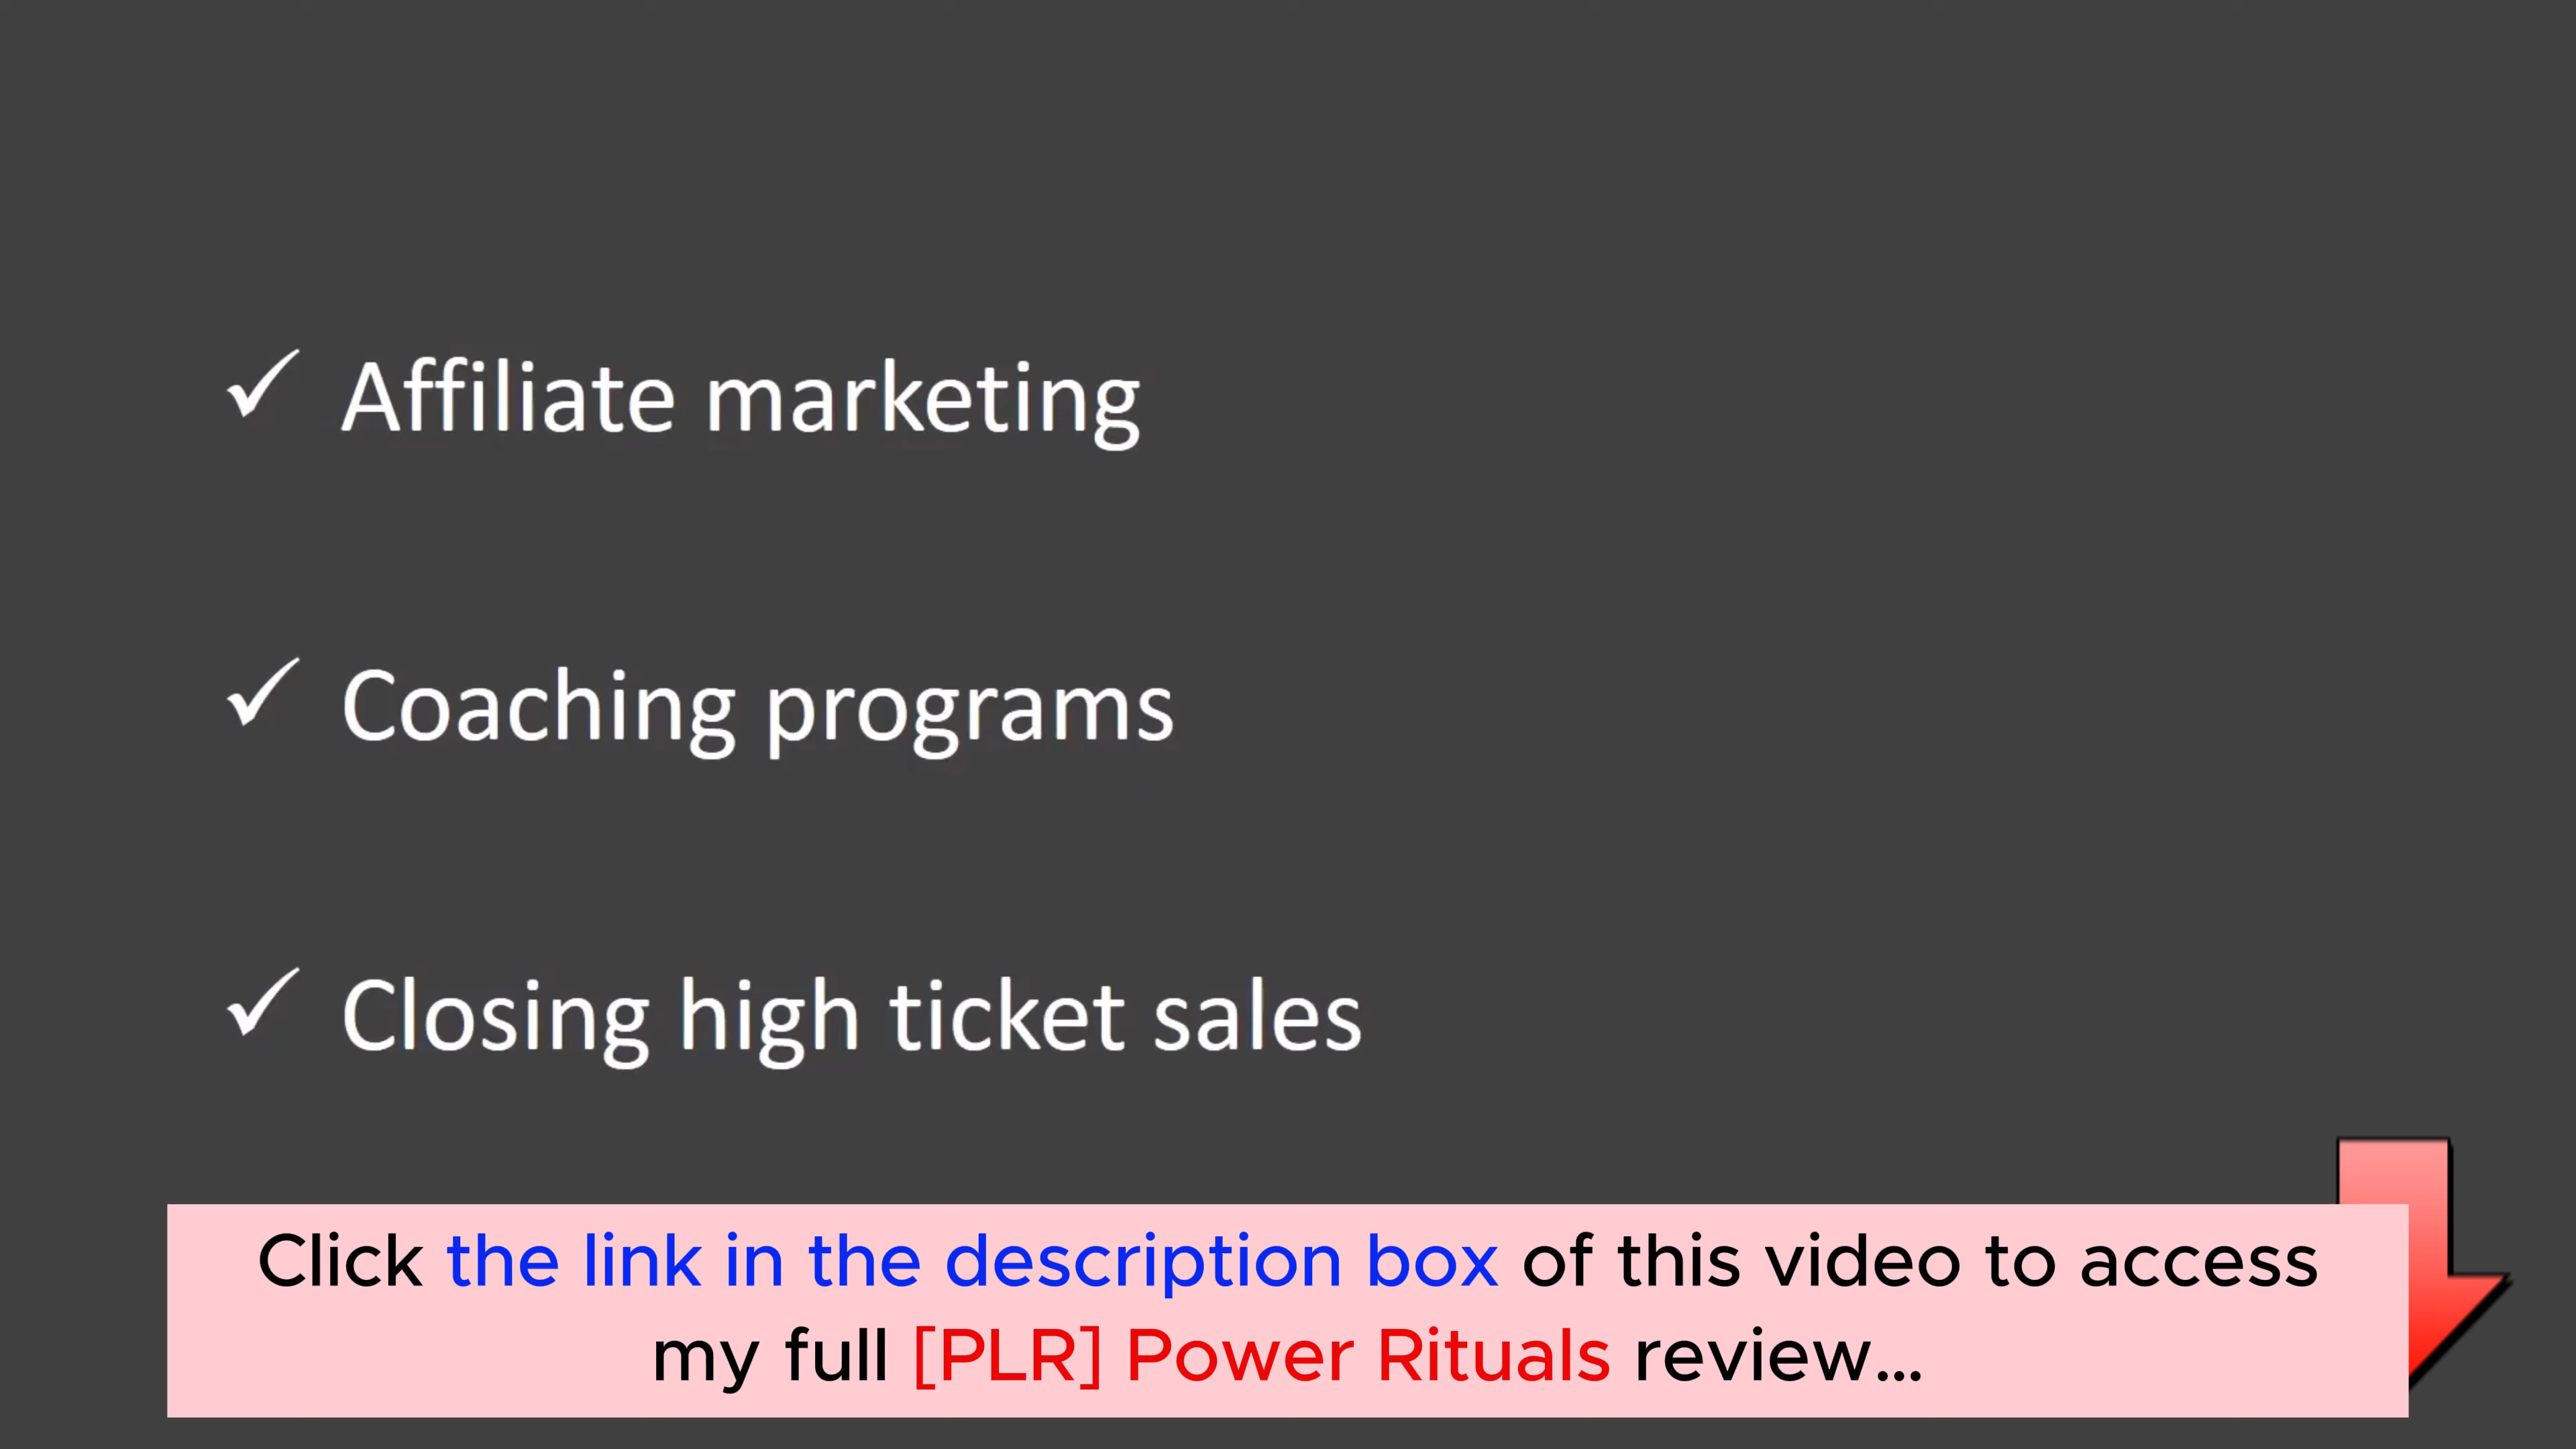 ✓ Affiliate marketing
✓ Coaching programs
✓ Closing high ticket sales
Click the link in the description box of this video to access
my full [PLR] Power Rituals review...